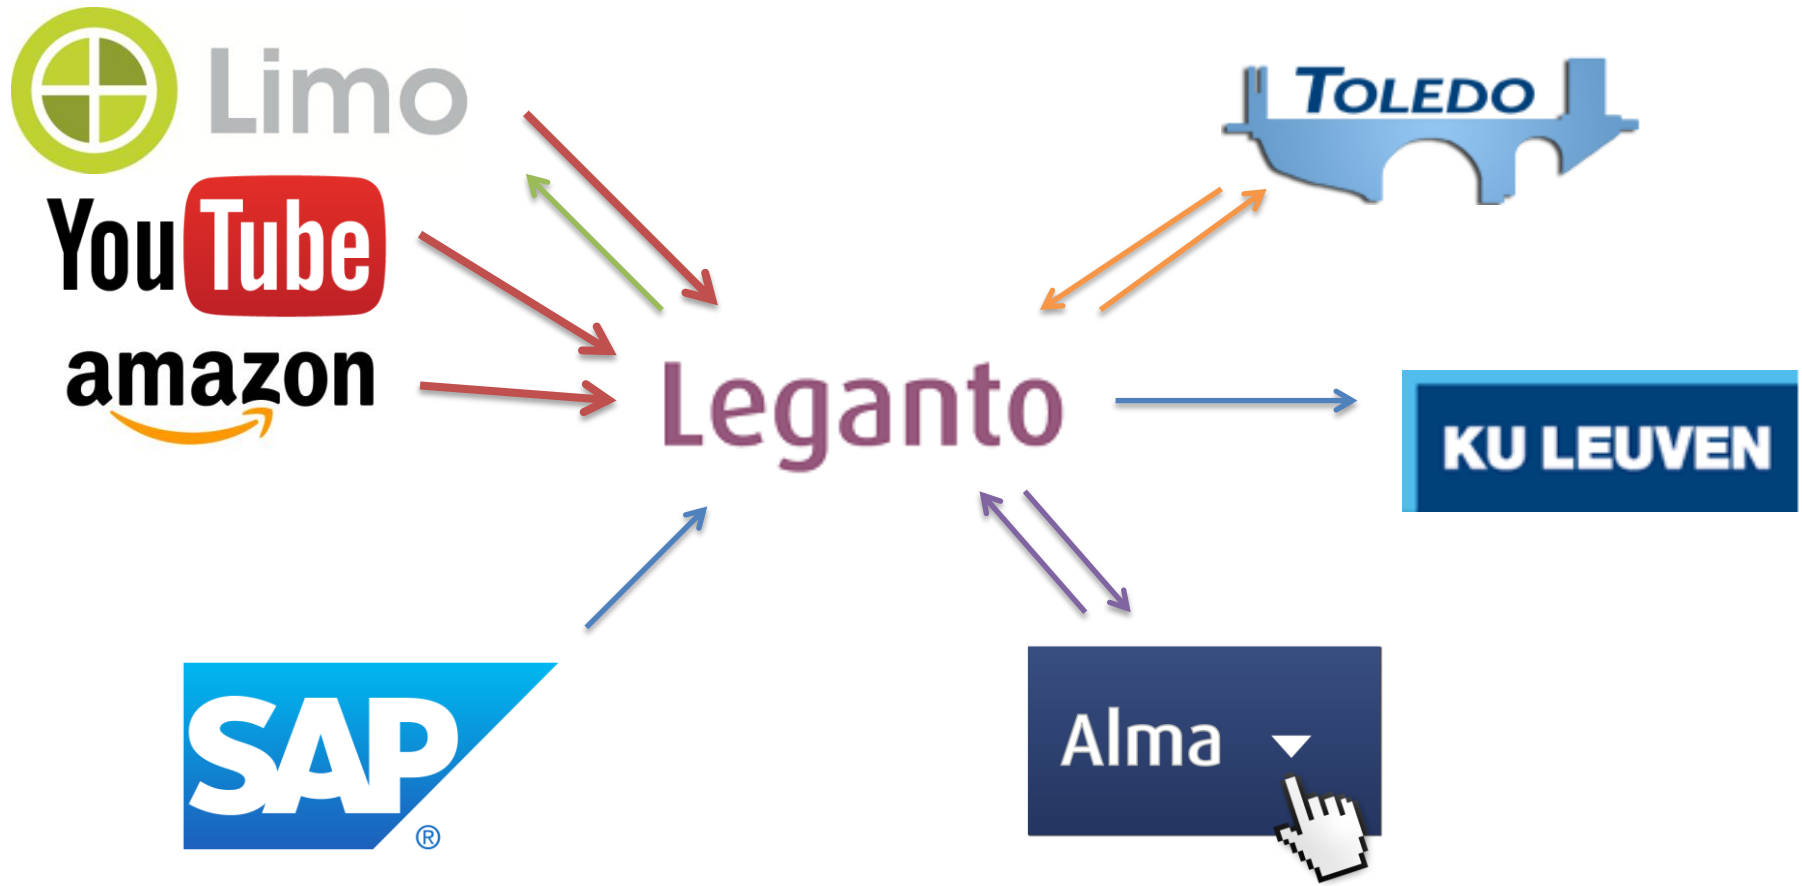 Limo
TOLEDO
YouTube
amazon
Leganto
KU LEUVEN
SAP
®
Alma